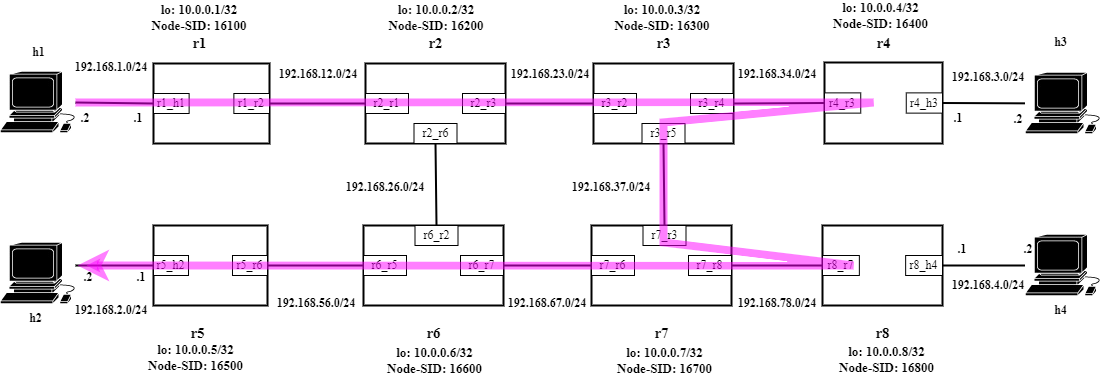 lo: 10.0.0.1/32
Node-SID: 16100
r1
lo: 10.0.0.2/32
Node-SID: 16200
r2
lo: 10.0.0.3/32
Node-SID: 16300
r3
lo: 10.0.0.4/32
Node-SID: 16400
r4
h1
h3
192.168.1.0/24
192.168.12.0/24
192.168.23.0/24
192.168.34.0/24
192.168.3.0/24
r1_h1
r1_r2
r2_r1
r2_r3
r3_r2
r3_r4
r4_r3
r4_h3
.2
.1
.1
.2
r2_r6
r3_r5
192.168.26.0/24
192.168.37.0/24
r6_r2
r7_r3
r5_h2
r5_r6
r6_r5
r6_r7
r7_r6
r7_r8
r8_r7
r8_h4
.2
.1
.1
.2
192.168.2.0/24
192.168.56.0/24
192.168.67.0/24
192.168.78.0/24
192.168.4.0/24
h2
h4
r5
lo: 10.0.0.5/32
Node-SID: 16500
r6
lo: 10.0.0.6/32
Node-SID: 16600
r7
lo: 10.0.0.7/32
Node-SID: 16700
r8
lo: 10.0.0.8/32
Node-SID: 16800